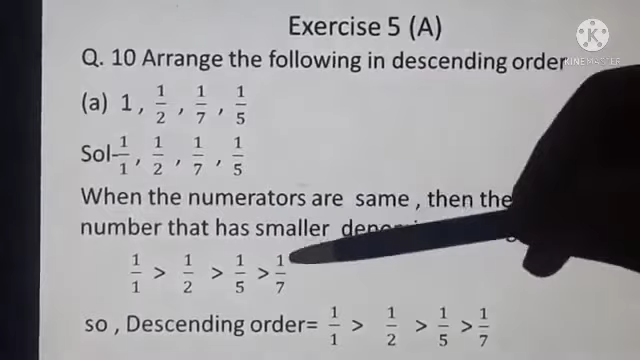 Exercise 5 (A)
Q. 10 Arrange the following in descending order
(a) 1 , 1/2 , 1/7 , 1/5
Sol- 1/1 , 1/2 , 1/7 , 1/5
When the numerators are same , then the
number that has smaller
1/1 > 1/2 > 1/5 > 1/7
so , Descending order= 1/1 > 1/2 > 1/5 > 1/7
KINEMASTER